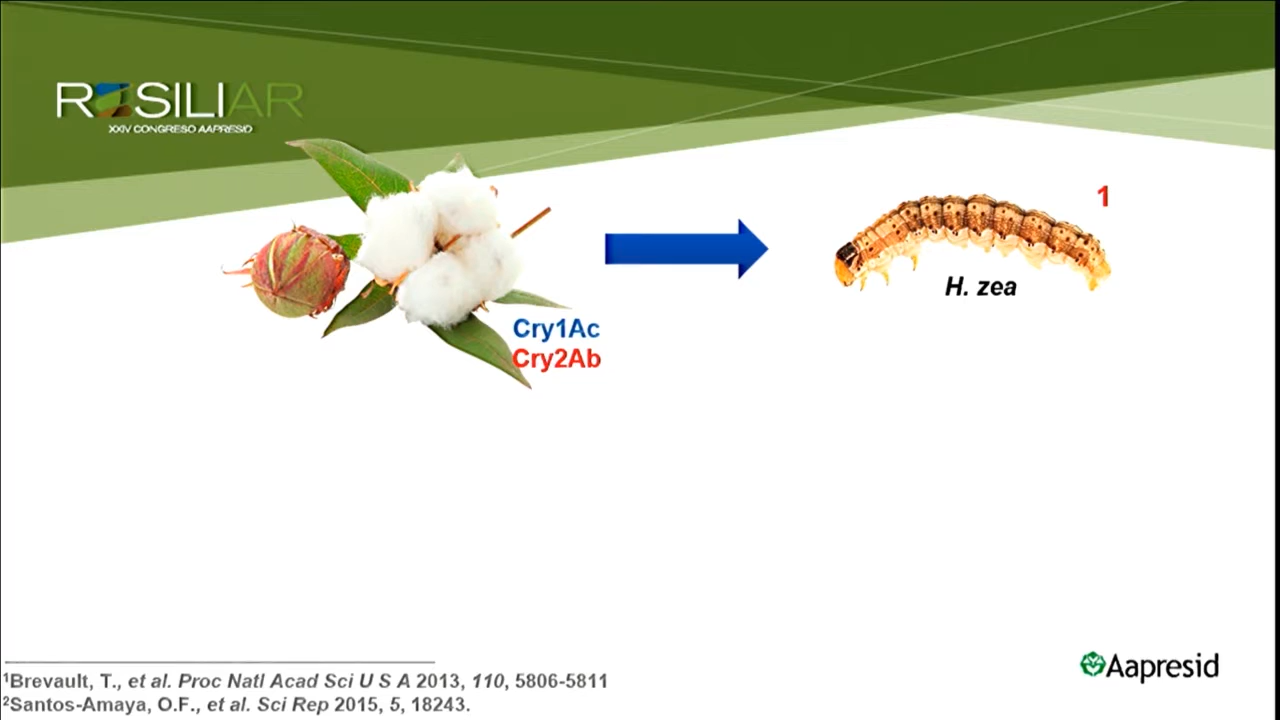 RESILIAR
XXIV CONGRESO AAPRESID
1
H. zea
Cry1Ac
Cry2Ab
¹Brevault, T., et al. Proc Natl Acad Sci U S A 2013, 110, 5806-5811
²Santos-Amaya, O.F., et al. Sci Rep 2015, 5, 18243.
Aapresid